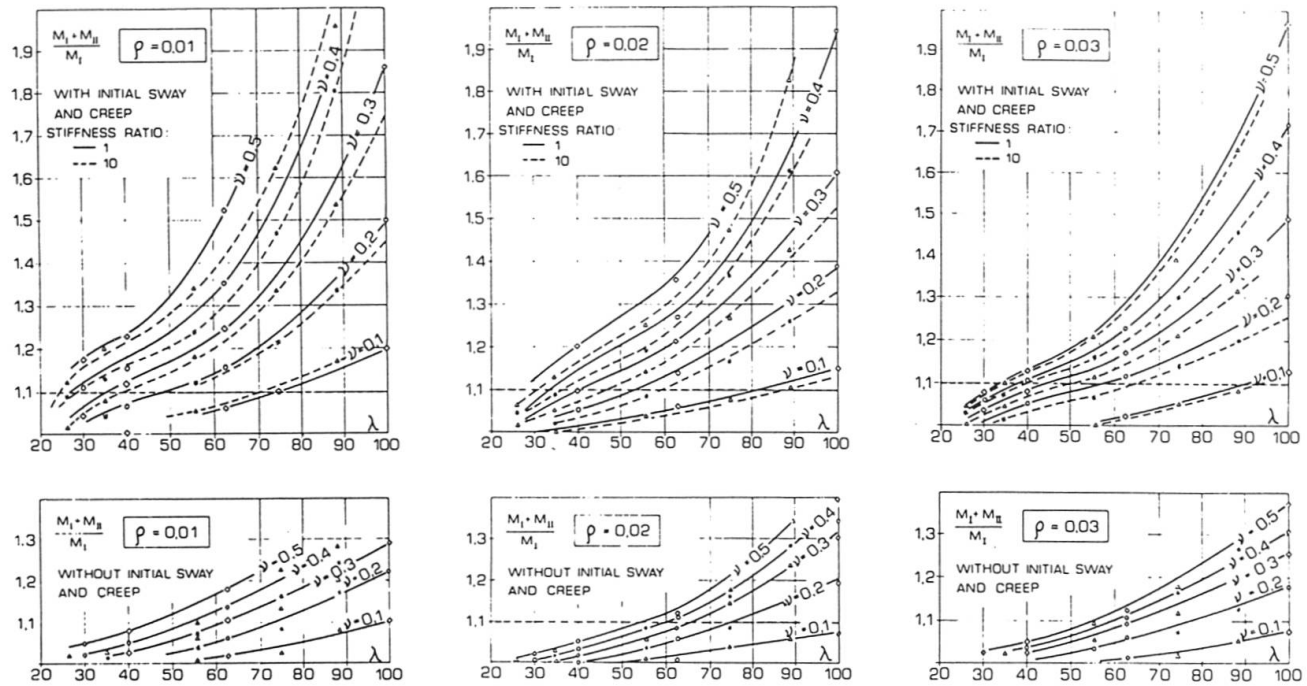 M_I + M_II
M_I
ρ = 0.01
WITH INITIAL SWAY
AND CREEP
STIFFNESS RATIO:
1
10
1,9
1,8
1,7
1,6
1,5
1,4
1,3
1,2
1,1
ν=0.5
ν=0.4
ν=0.3
ν=0.2
ν=0.1
20 30 40 50 60 70 80 90 100
λ
M_I + M_II
M_I
ρ = 0.02
WITH INITIAL SWAY
AND CREEP
STIFFNESS RATIO:
1
10
1,9
1,8
1,7
1,6
1,5
1,4
1,3
1,2
1,1
ν=0.5
ν=0.4
ν=0.3
ν=0.2
ν=0.1
20 30 40 50 60 70 80 90 100
λ
M_I + M_II
M_I
ρ = 0.03
WITH INITIAL SWAY
AND CREEP
STIFFNESS RATIO:
1
10
1,9
1,8
1,7
1,6
1,5
1,4
1,3
1,2
1,1
ν=0.5
ν=0.4
ν=0.3
ν=0.2
ν=0.1
20 30 40 50 60 70 80 90 100
λ
M_I + M_II
M_I
ρ = 0.01
WITHOUT INITIAL SWAY
AND CREEP
1,3
1,2
1,1
ν=0.5
ν=0.4
ν=0.3
ν=0.2
ν=0.1
20 30 40 50 60 70 80 90 100
λ
M_I + M_II
M_I
ρ = 0.02
WITHOUT INITIAL SWAY
AND CREEP
1,3
1,2
1,1
ν=0.5
ν=0.4
ν=0.3
ν=0.2
ν=0.1
20 30 40 50 60 70 80 90 100
λ
M_I + M_II
M_I
ρ = 0.03
WITHOUT INITIAL SWAY
AND CREEP
1,3
1,2
1,1
ν=0.5
ν=0.4
ν=0.3
ν=0.2
ν=0.1
20 30 40 50 60 70 80 90 100
λ